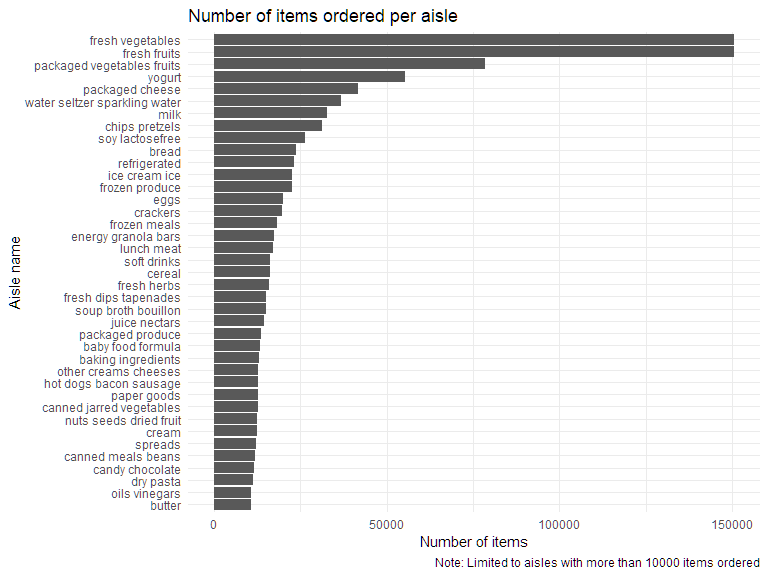 Number of items ordered per aisle
fresh vegetables
fresh fruits
packaged vegetables fruits
yogurt
packaged cheese
water seltzer sparkling water
milk
chips pretzels
soy lactosefree
bread
refrigerated
ice cream ice
frozen produce
eggs
crackers
frozen meals
energy granola bars
lunch meat
soft drinks
cereal
fresh herbs
fresh dips tapenades
soup broth bouillon
juice nectars
packaged produce
baby food formula
baking ingredients
other creams cheeses
hot dogs bacon sausage
paper goods
canned jarred vegetables
nuts seeds dried fruit
cream
spreads
canned meals beans
candy chocolate
dry pasta
oils vinegars
butter
Aisle name
0 50000 100000 150000
Number of items
Note: Limited to aisles with more than 10000 items ordered